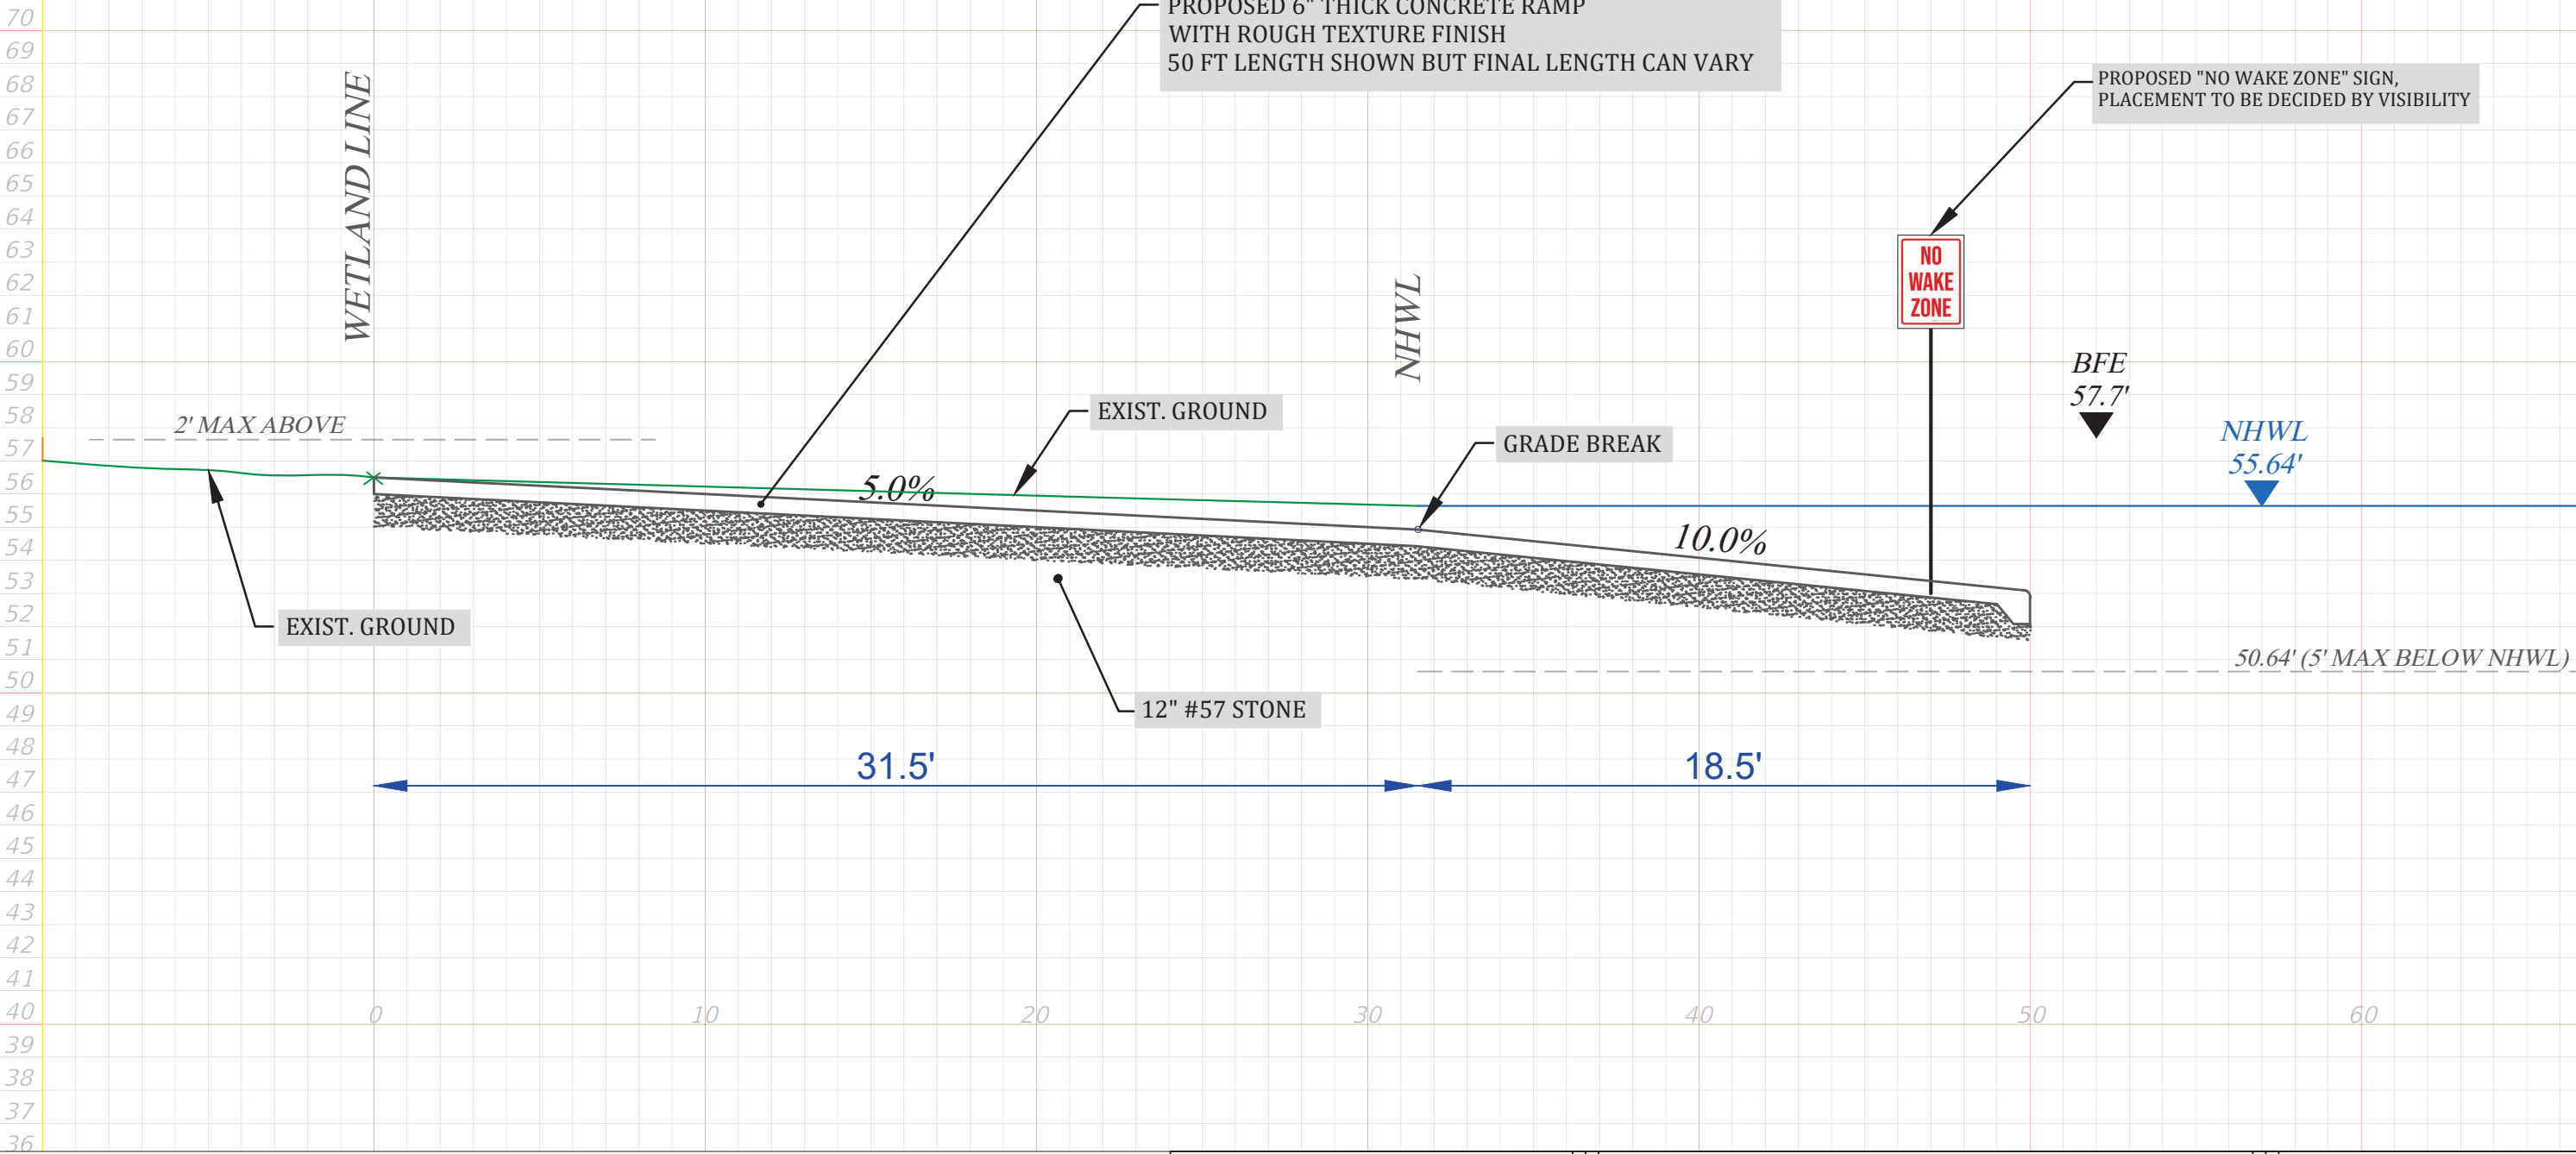 PROPOSED 6" THICK CONCRETE RAMP
WITH ROUGH TEXTURE FINISH
50 FT LENGTH SHOWN BUT FINAL LENGTH CAN VARY
PROPOSED "NO WAKE ZONE" SIGN,
PLACEMENT TO BE DECIDED BY VISIBILITY
WETLAND LINE
NHWL
NO
WAKE
ZONE
BFE
57.7'
NHWL
55.64'
2' MAX ABOVE
EXIST. GROUND
GRADE BREAK
5.0%
10.0%
EXIST. GROUND
50.64' (5' MAX BELOW NHWL)
12" #57 STONE
31.5'
18.5'
70
69
68
67
66
65
64
63
62
61
60
59
58
57
56
55
54
53
52
51
50
49
48
47
46
45
44
43
42
41
40
39
38
37
36
0
10
20
30
40
50
60